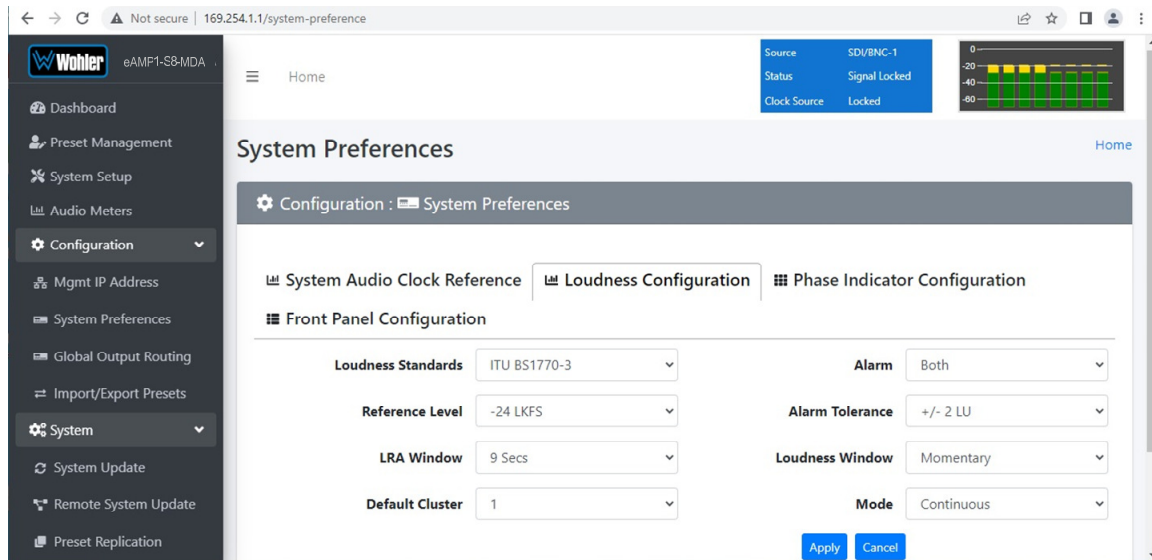 Not secure | 169.254.1.1/system-preference
Wohler eAMP1-S8-MDA
Dashboard
Preset Management
System Setup
Audio Meters
Configuration
Mgmt IP Address
System Preferences
Global Output Routing
Import/Export Presets
System
System Update
Remote System Update
Preset Replication
Home
Source SDI/BNC-1
Status Signal Locked
Clock Source Locked
0
-20
-40
-60
System Preferences
Home
Configuration : System Preferences
System Audio Clock Reference
Loudness Configuration
Phase Indicator Configuration
Front Panel Configuration
Loudness Standards ITU BS1770-3
Alarm Both
Reference Level -24 LKFS
Alarm Tolerance +/- 2 LU
LRA Window 9 Secs
Loudness Window Momentary
Default Cluster 1
Mode Continuous
Apply Cancel